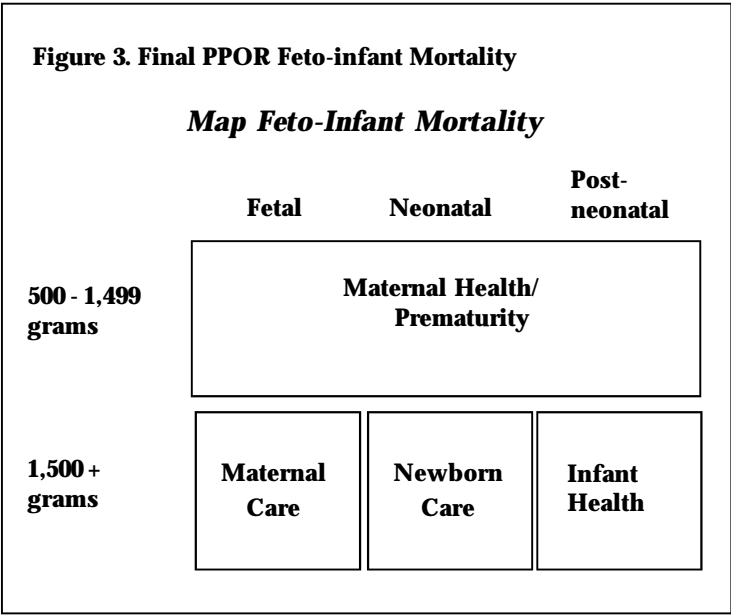 Figure 3. Final PPOR Feto-infant Mortality
Map Feto-Infant Mortality
Fetal
Neonatal
Post-
neonatal
500 - 1,499
grams
Maternal Health/
Prematurity
1,500 +
grams
Maternal
Care
Newborn
Care
Infant
Health